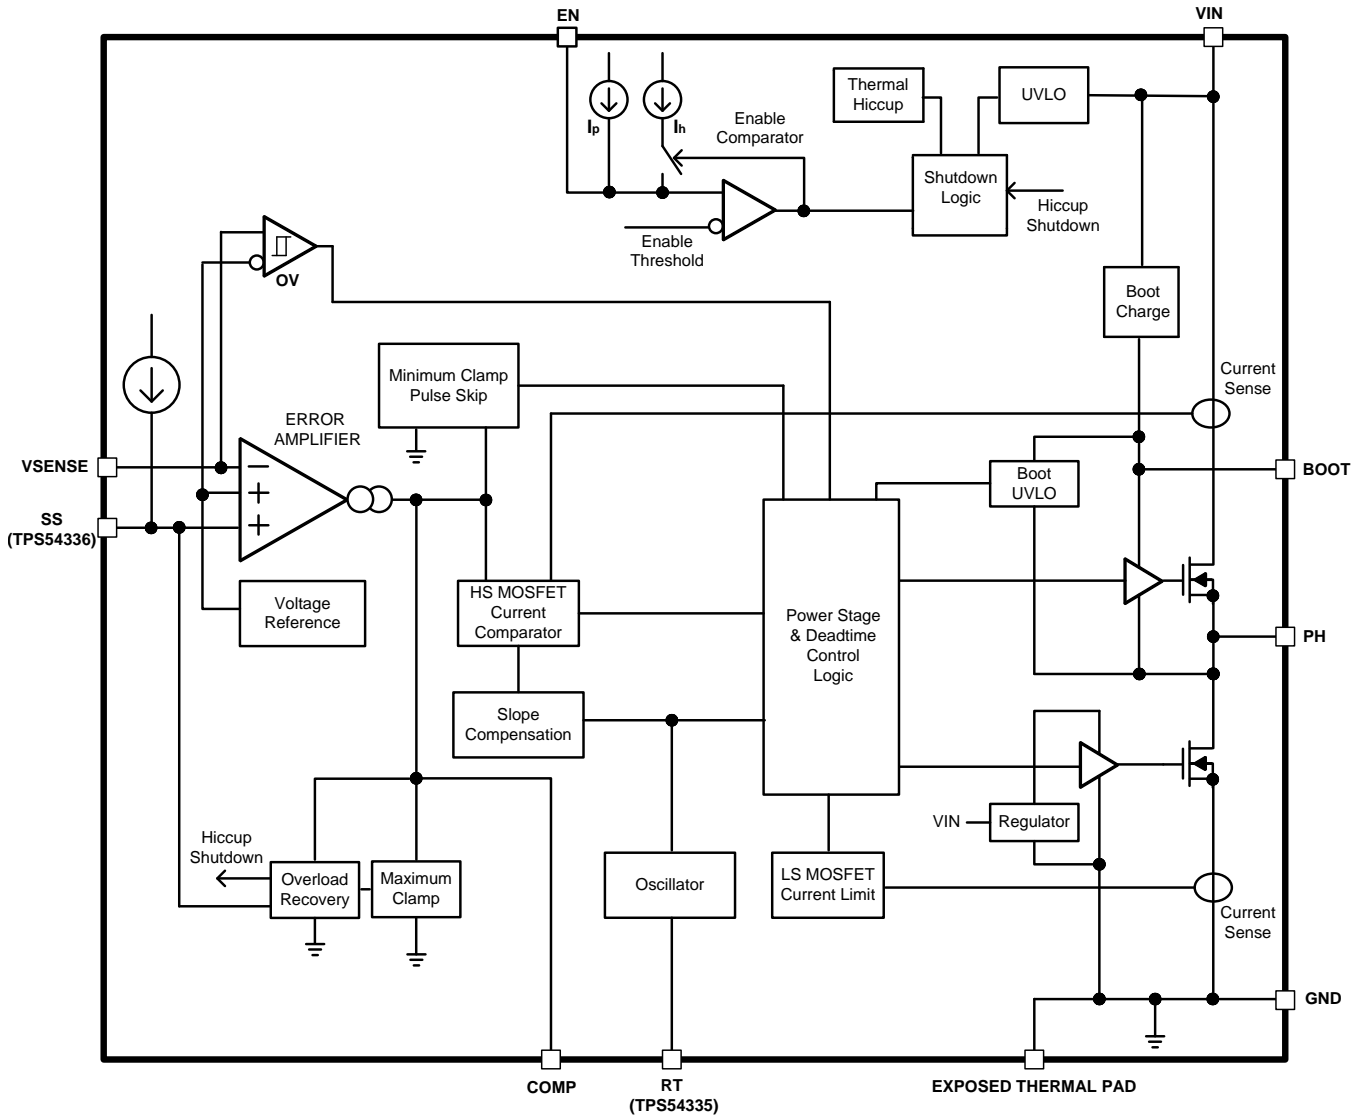 EN
VIN
Thermal
Hiccup
UVLO
Ip
Ih
Enable
Comparator
Shutdown
Logic
Hiccup
Shutdown
Enable
Threshold
OV
Boot
Charge
Minimum Clamp
Pulse Skip
Current
Sense
ERROR
AMPLIFIER
VSENSE
BOOT
Boot
UVLO
SS
(TPS54336)
Voltage
Reference
HS MOSFET
Current
Comparator
Power Stage
& Deadtime
Control
Logic
PH
Slope
Compensation
VIN
Regulator
Hiccup
Shutdown
Overload
Recovery
Maximum
Clamp
Oscillator
LS MOSFET
Current Limit
Current
Sense
GND
COMP
RT
(TPS54335)
EXPOSED THERMAL PAD